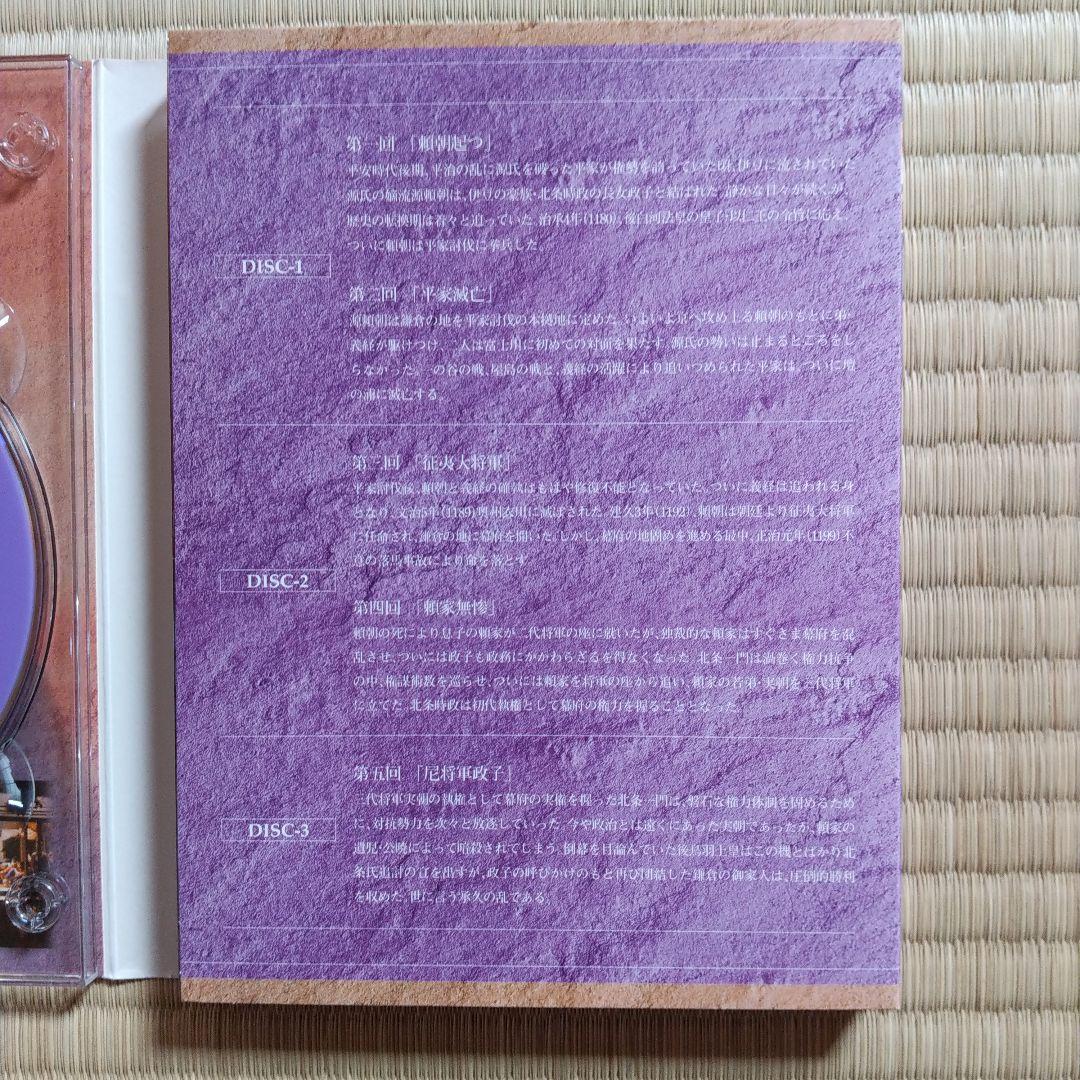 第一回 「頼朝起つ」
平安時代後期、平治の乱に源氏を破った平家が権勢を誇っていた頃、伊豆に流されていた
源氏の嫡流源頼朝は、伊豆の豪族・北条時政の長女政子と結ばれた。静かな日々が続くが、
歴史の転換期は着々と迫っていた。治承4年(1180)、後白河法皇の皇子・以仁王の令旨に応え、
ついに頼朝は平家討伐に挙兵した。
DISC-1
第二回 「平家滅亡」
源頼朝は鎌倉の地を平家討伐の本拠地に定めた。いよいよ京へ攻め上る頼朝のもとに弟・
義経が駆けつけ、二人は富士川に初めての対面を果たす。源氏の勢いは止まるところをし
らなかった。一の谷の戦、屋島の戦と、義経の活躍により追いつめられた平家は、ついに壇
の浦に滅亡する。
第三回 「征夷大将軍」
平家討伐後、頼朝と義経の確執はもはや修復不能となっていた。ついに義経は追われる身
となり、文治5年(1189)奥州衣川に滅ぼされた。建久3年(1192)、頼朝は朝廷より征夷大将軍
に任命され、鎌倉の地に幕府を開いた。しかし、幕府の地固めを進める最中、正治元年(1199)不
意の落馬事故により命を落とす。
DISC-2
第四回 「頼家無惨」
頼朝の死により息子の頼家が二代将軍の座に就いたが、独裁的な頼家はすぐさま幕府を混
乱させ、ついには政子も政務にかかわらざるを得なくなった。北条一門は渦巻く権力抗争
の中、権謀術数を巡らせ、ついには頼家を将軍の座から追い、頼家の若弟・実朝を三代将軍
に立てた。北条時政は初代執権として幕府の権力を握ることとなった。
第五回 「尼将軍政子」
三代将軍実朝の執権として幕府の実権を握った北条一門は、磐石な権力体調を固めるため
に、対抗勢力を次々と放逐していった。今や政治とは遠くにあった実朝であったが、頼家の
DISC-3
遺児・公暁によって暗殺されてしまう。倒幕を目論んでいた後鳥羽上皇はこの機とばかり北
条氏追討の宣を出すが、政子の呼びかけのもと再び団結した鎌倉の御家人は、圧倒的勝利
を収めた。世に言う承久の乱である。